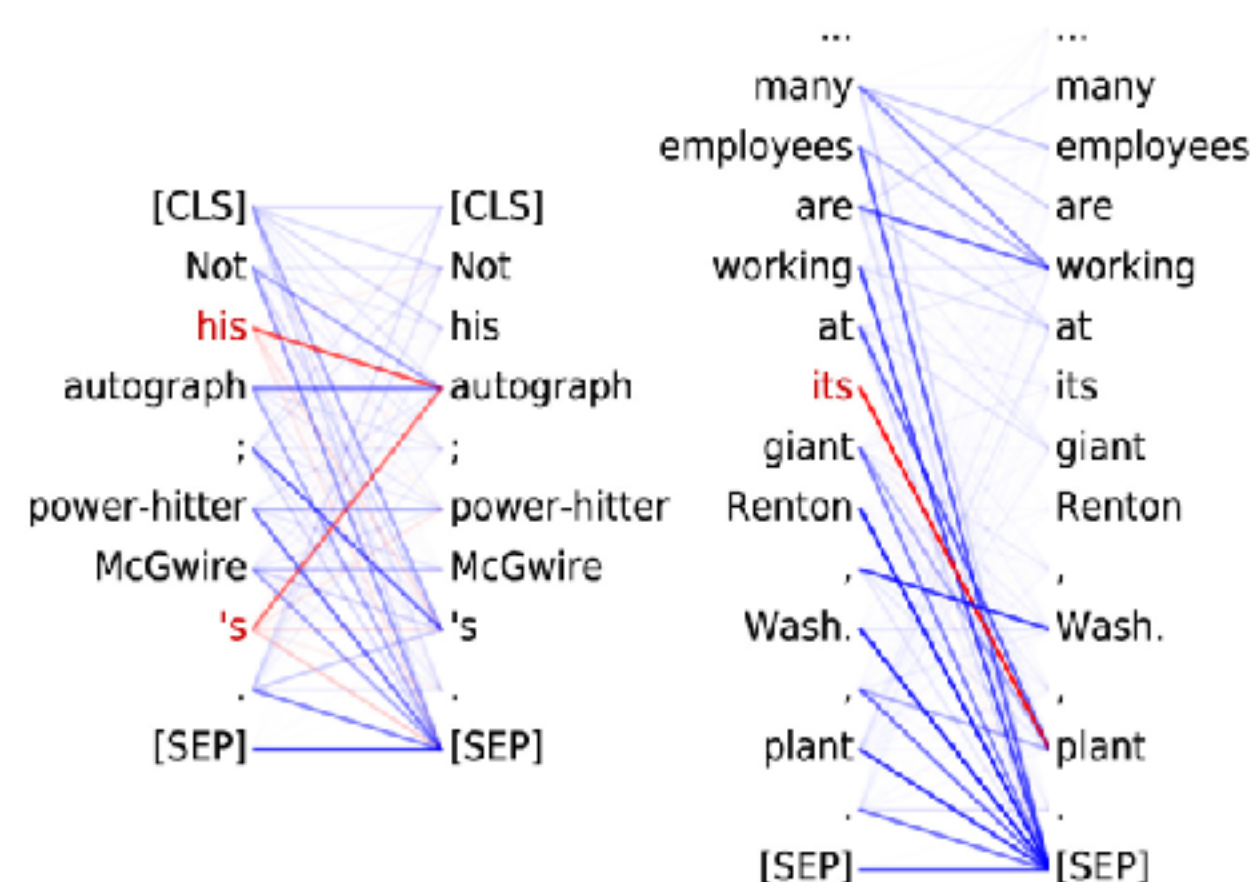 [CLS] [CLS]
Not Not
his his
autograph autograph
; ;
power-hitter power-hitter
McGwire McGwire
's 's
. .
[SEP] [SEP]
... ...
many many
employees employees
are are
working working
at at
its its
giant giant
Renton Renton
, ,
Wash. Wash.
, ,
plant plant
. .
[SEP] [SEP]